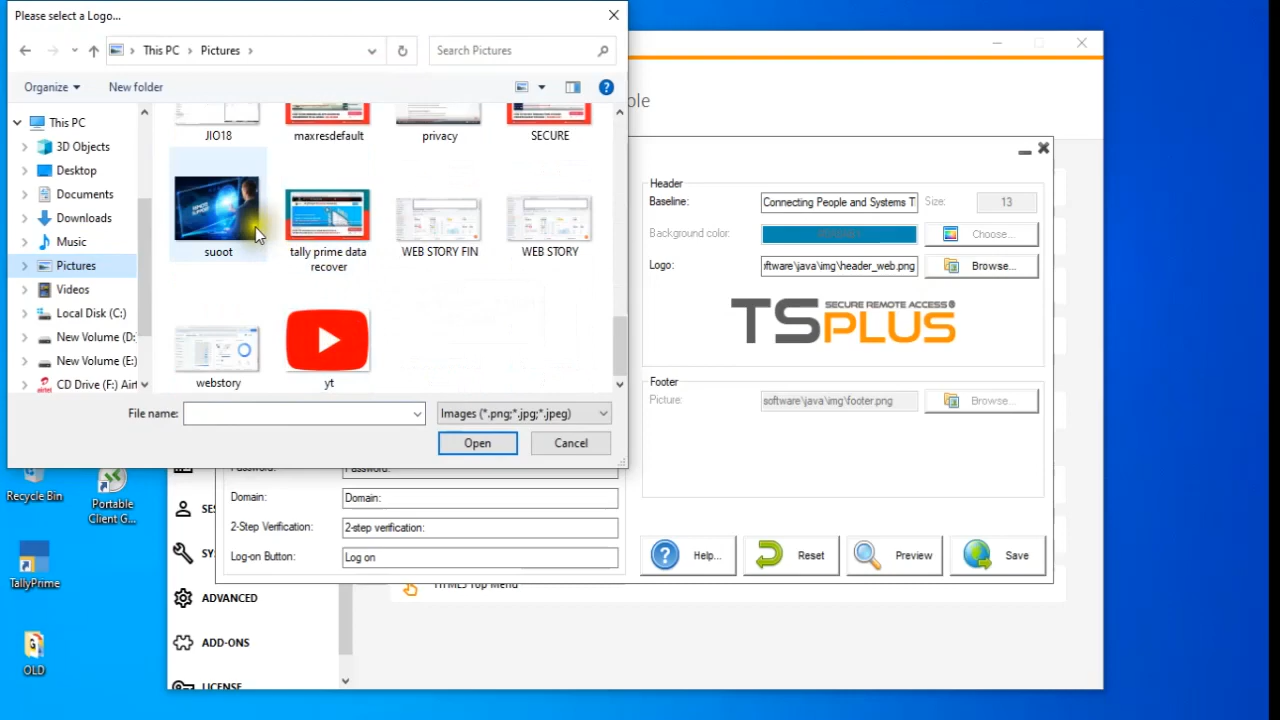 Please select a Logo...
This PC
Pictures
Search Pictures
Organize
New folder
This PC
3D Objects
Desktop
Documents
Downloads
Music
Pictures
Videos
Local Disk (C:)
New Volume (D:
New Volume (E:)
CD Drive (F:) Airt
JIO18
maxresdefault
privacy
SECURE
suoot
tally prime data
recover
WEB STORY FIN
WEB STORY
webstory
yt
File name:
Images (*.png;*.jpg;*.jpeg)
Open
Cancel
ole
Header
Baseline:
Connecting People and Systems T
Size:
13
Background color:
Choose...
Logo:
ftware\java\img\header_web.png
Browse...
TSPLUS
SECURE REMOTE ACCESS®
Footer
Picture:
software\java\img\footer.png
Browse...
Password:
Password:
Domain:
Domain:
2-Step Verification:
2-step verification:
Log-on Button:
Log on
Help...
Reset
Preview
Save
HTML5 Top Menu
SES
SY
ADVANCED
ADD-ONS
LICENSE
Recycle Bin
Portable
Client G...
TallyPrime
OLD